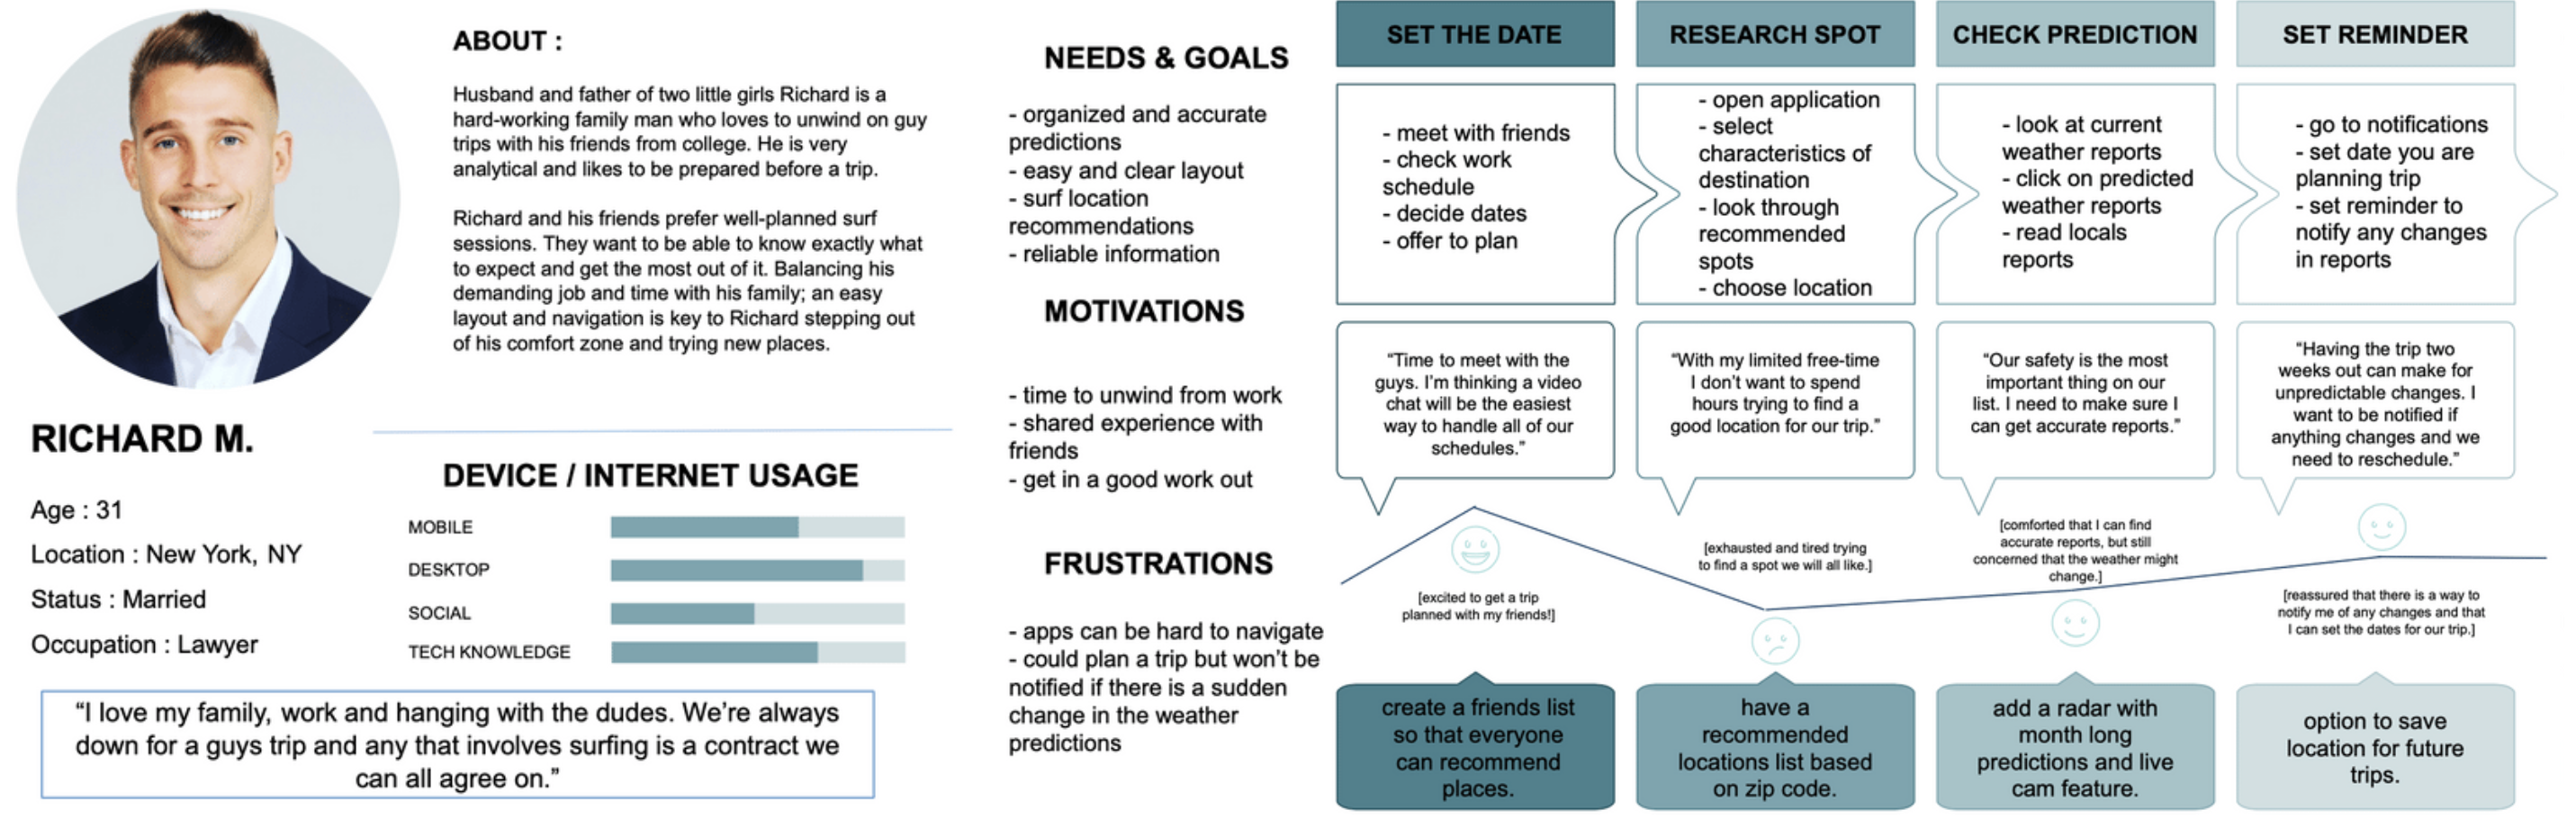 ABOUT :
Husband and father of two little girls Richard is a
hard-working family man who loves to unwind on guy
trips with his friends from college. He is very
analytical and likes to be prepared before a trip.
Richard and his friends prefer well-planned surf
sessions. They want to be able to know exactly what
to expect and get the most out of it. Balancing his
demanding job and time with his family; an easy
layout and navigation is key to Richard stepping out
of his comfort zone and trying new places.
RICHARD M.
Age : 31
Location : New York, NY
Status : Married
Occupation : Lawyer
DEVICE / INTERNET USAGE
MOBILE
DESKTOP
SOCIAL
TECH KNOWLEDGE
“I love my family, work and hanging with the dudes. We’re always
down for a guys trip and any that involves surfing is a contract we
can all agree on.”
NEEDS & GOALS
- organized and accurate
predictions
- easy and clear layout
- surf location
recommendations
- reliable information
MOTIVATIONS
- time to unwind from work
- shared experience with
friends
- get in a good work out
FRUSTRATIONS
- apps can be hard to navigate
- could plan a trip but won’t be
notified if there is a sudden
change in the weather
predictions
SET THE DATE
- meet with friends
- check work
schedule
- decide dates
- offer to plan
“Time to meet with the
guys. I’m thinking a video
chat will be the easiest
way to handle all of our
schedules.”
[excited to get a trip
planned with my friends!]
create a friends list
so that everyone
can recommend
places.
RESEARCH SPOT
- open application
- select
characteristics of
destination
- look through
recommended
spots
- choose location
“With my limited free-time
I don’t want to spend
hours trying to find a
good location for our trip.”
[exhausted and tired trying
to find a spot we will all like.]
have a
recommended
locations list based
on zip code.
CHECK PREDICTION
- look at current
weather reports
- click on predicted
weather reports
- read locals
reports
“Our safety is the most
important thing on our
list. I need to make sure I
can get accurate reports.”
[comforted that I can find
accurate reports, but still
concerned that the weather might
change.]
add a radar with
month long
predictions and live
cam feature.
SET REMINDER
- go to notifications
- set date you are
planning trip
- set reminder to
notify any changes
in reports
“Having the trip two
weeks out can make for
unpredictable changes. I
want to be notified if
anything changes and we
need to reschedule.”
[reassured that there is a way to
notify me of any changes and that
I can set the dates for our trip.]
option to save
location for future
trips.